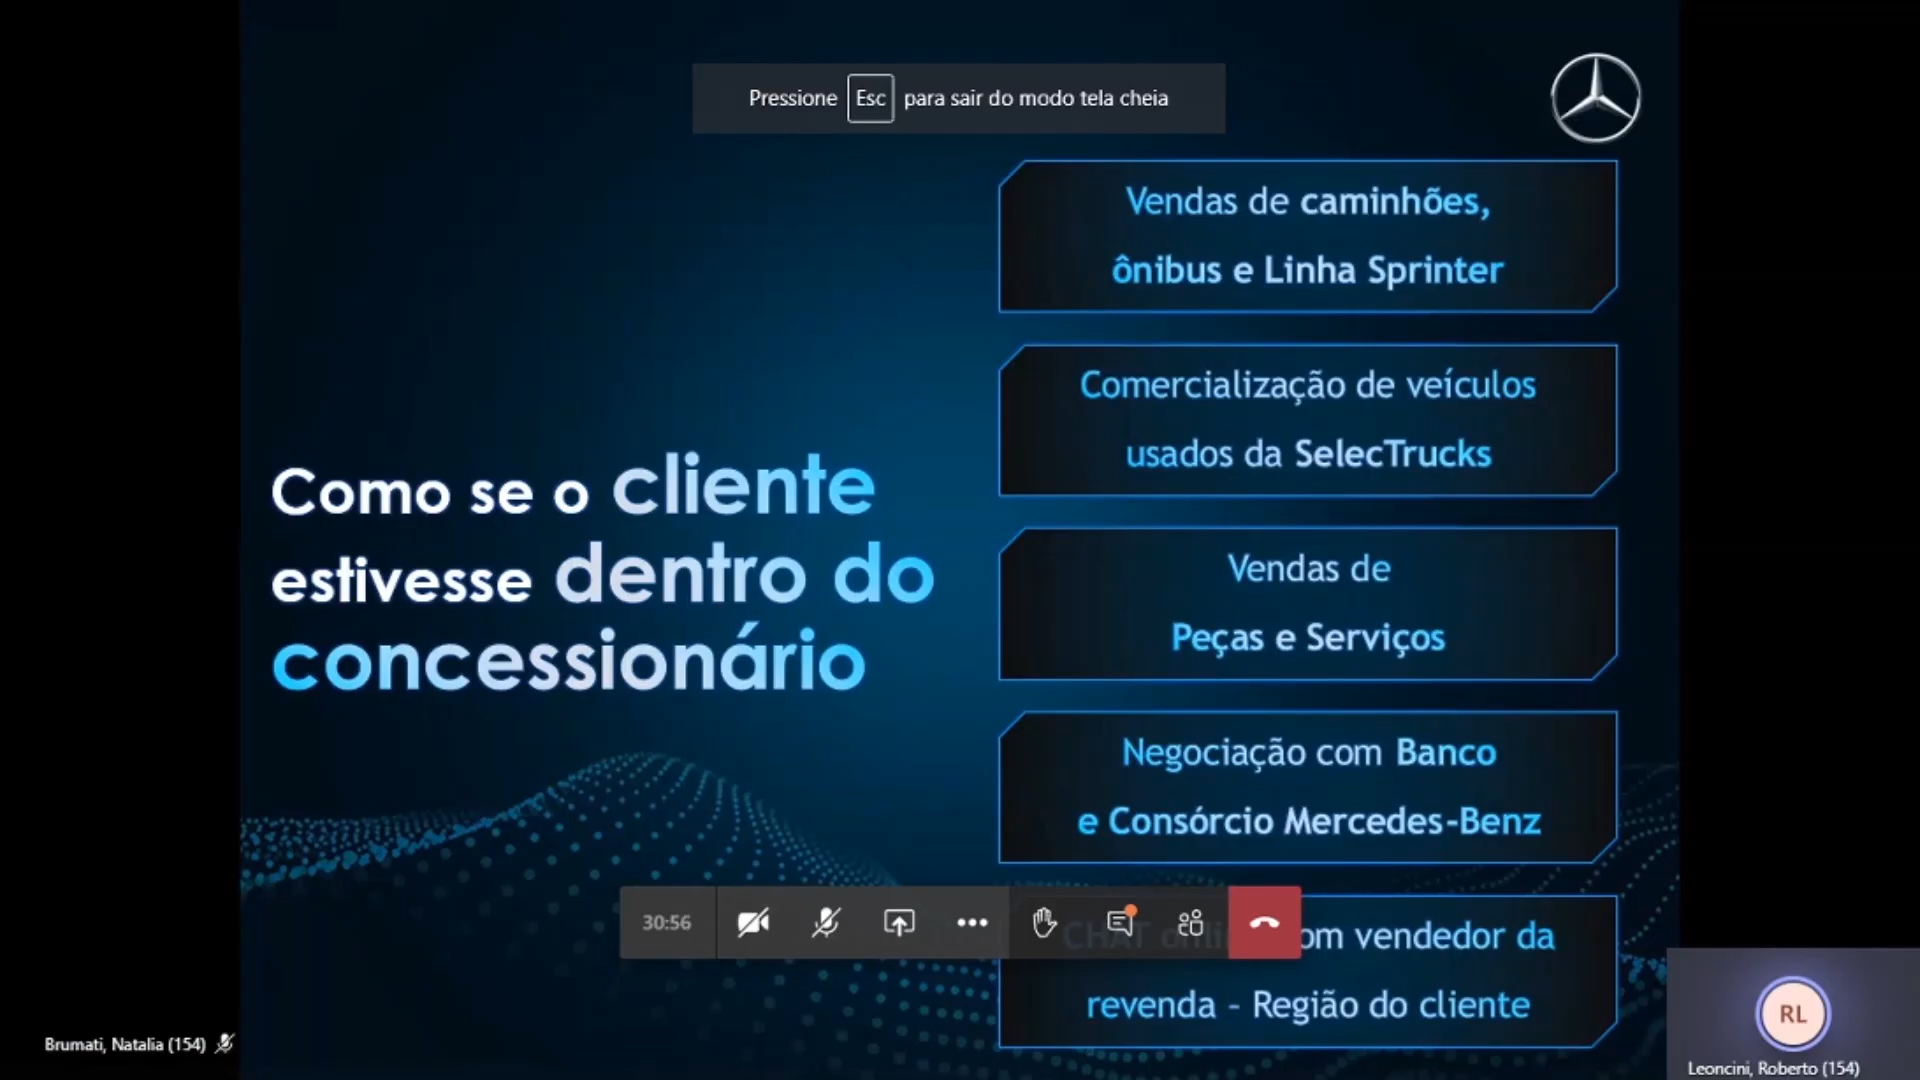 Pressione Esc para sair do modo tela cheia
Vendas de caminhões,
ônibus e Linha Sprinter
Comercialização de veículos
usados da SelecTrucks
Como se o cliente
estivesse dentro do
concessionário
Vendas de
Peças e Serviços
Negociação com Banco
e Consórcio Mercedes-Benz
30:56
CHAT onli om vendedor da
revenda - Região do cliente
Brumati, Natalia (154)
RL
Leoncini, Roberto (154)